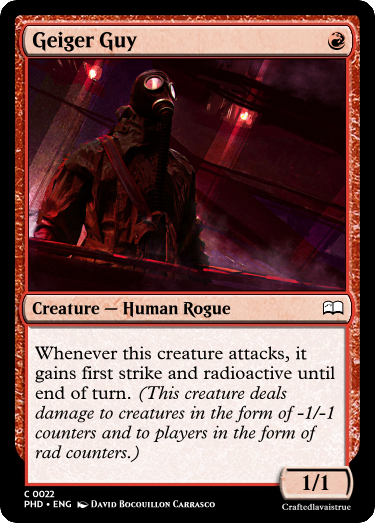 Geiger Guy
Creature — Human Rogue
Whenever this creature attacks, it
gains first strike and radioactive until
end of turn. (This creature deals
damage to creatures in the form of -1/-1
counters and to players in the form of
rad counters.)
1/1
C 0022
PHD • ENG DAVID BOCOUILLON CARRASCO
Craftedlavaistrue